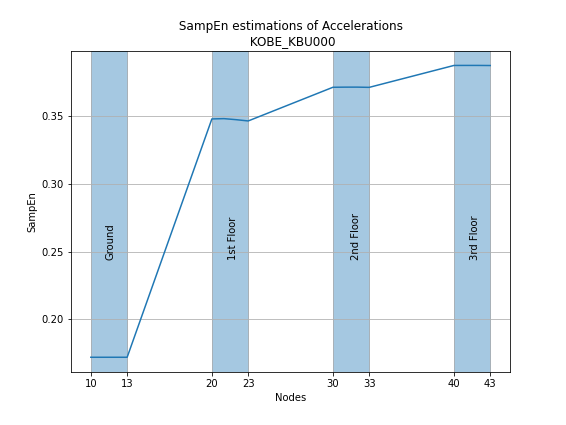 SampEn estimations of Accelerations
KOBE_KBU000
SampEn
0.35
0.30
0.25
0.20
Ground
1st Floor
2nd Floor
3rd Floor
10 13 20 23 30 33 40 43
Nodes